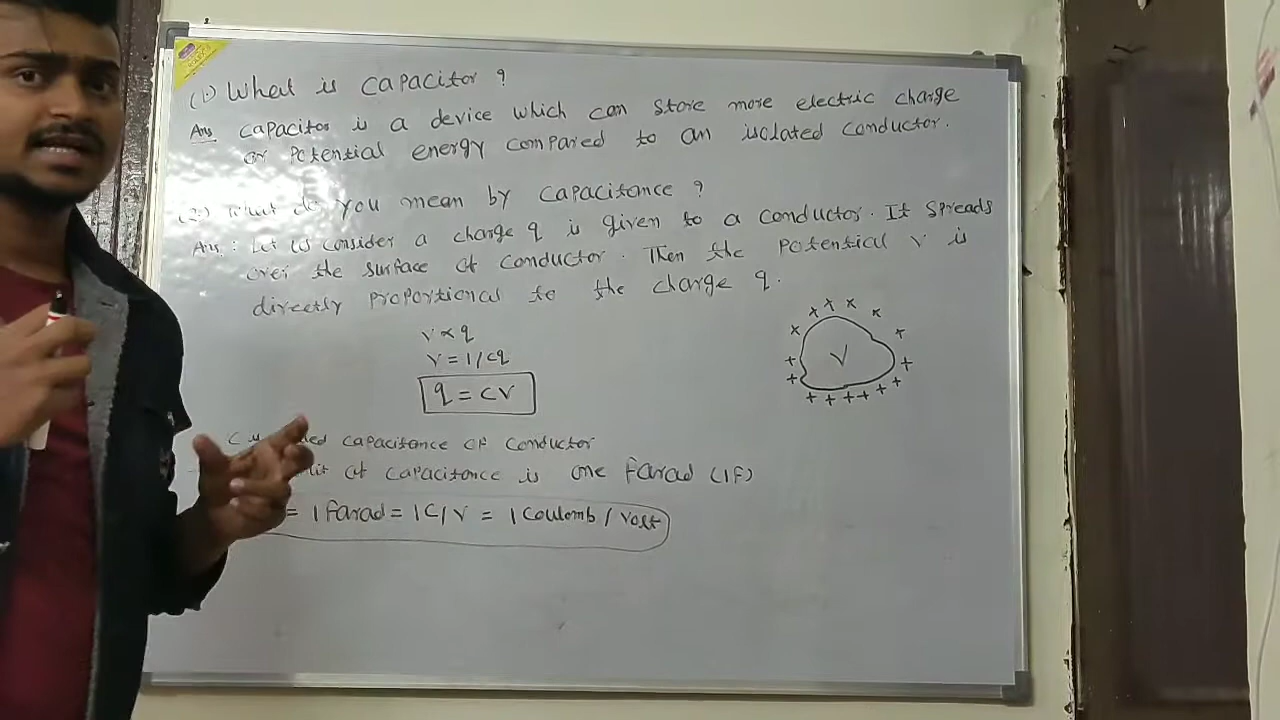 (1.) What is capacitor ?
Ans capacitor is a device which can store more electric charge
or potential energy compared to an isolated conductor.
(2.) What do you mean by capacitance ?
Ans : Let us consider a charge q is given to a conductor. It spreads
over the surface of conductor. Then the potential V is
directly proportional to the charge q.
V ∝ q
V = 1/cq
q = CV
V
capacitance of conductor
of capacitance is one farad (1F)
= 1 farad = 1C/V = 1 Coulomb / Volt
+ + + + + + + + + + + + + + + + +